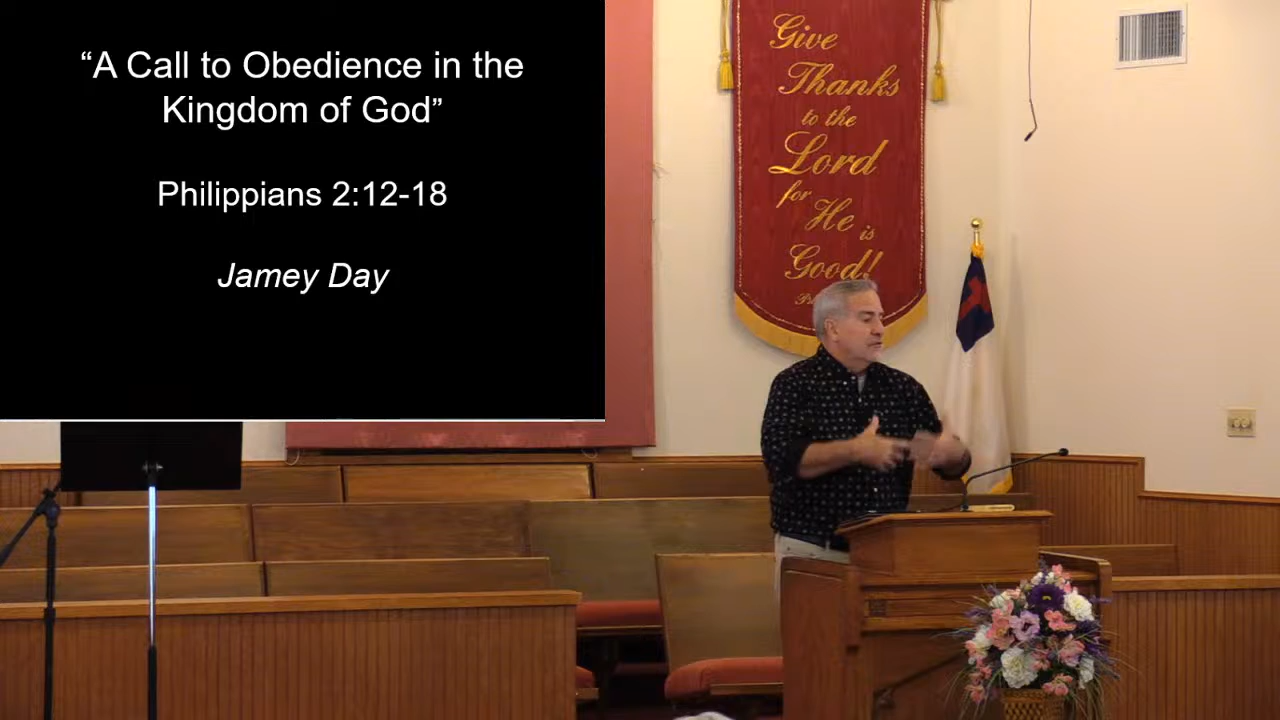 “A Call to Obedience in the
Kingdom of God”
Philippians 2:12-18
Jamey Day
Give
Thanks
to the
Lord
for
He is
Good!